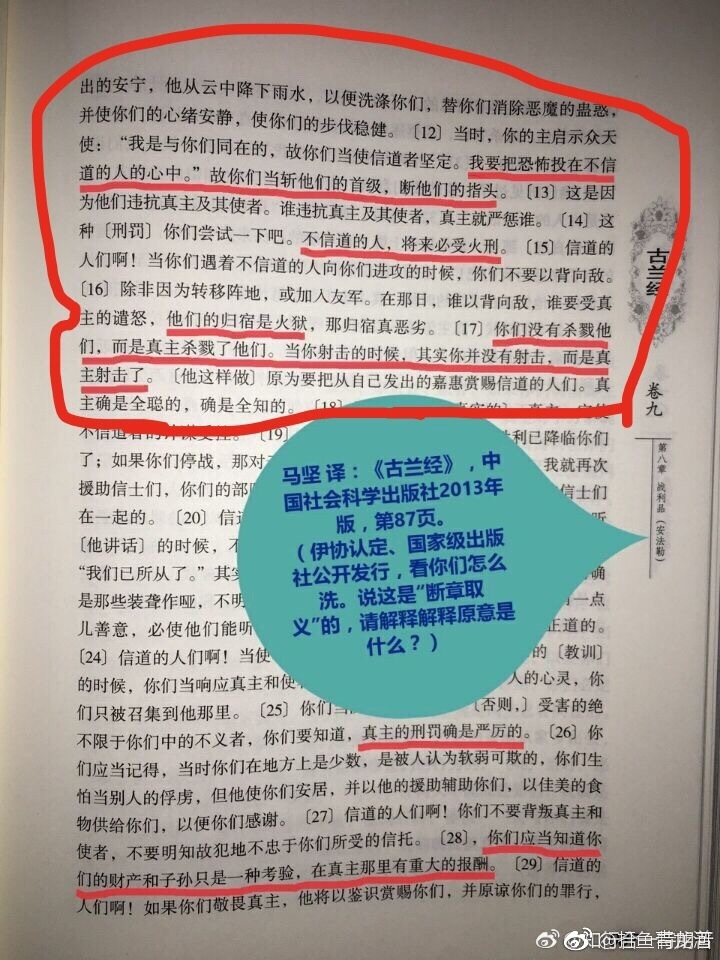 出的安宁，他从云中降下雨水，以便洗涤你们，替你们消除恶魔的蛊惑，
并使你们的心绪安静，使你们的步伐稳健。〔12〕当时，你的主启示众天
使：“我是与你们同在的，故你们当使信道者坚定。我要把恐怖投在不信
道的人的心中。”故你们当斩他们的首级，断他们的指头。〔13〕这是因
为他们违抗真主及其使者。谁违抗真主及其使者，真主就严惩谁。〔14〕这
种〔刑罚〕你们尝试一下吧。不信道的人，将来必受火刑。〔15〕信道的
人们啊！当你们遇着不信道的人向你们进攻的时候，你们不要以背向敌。
〔16〕除非因为转移阵地，或加入友军。在那日，谁以背向敌，谁要受真
主的谴怒，他们的归宿是火狱，那归宿真恶劣。〔17〕你们没有杀戮他
们，而是真主杀戮了他们。当你射击的时候，其实你并没有射击，而是真
主射击了。〔他这样做〕原为要把从自己发出的嘉惠赏赐信道的人们。真
主确是全聪的，确是全知的。〔18〕
不信道者的计谋〔19〕利已降临你们
了；如果你们停战，那对我就再次
援助信士们，你们的部信士们
在一起的。〔20〕信道
〔他讲话〕的时候，不
“我们已所从了。”其实确
是那些装聋作哑，不明有一点
儿善意，必使他们能听正道的。
〔24〕信道的人们啊！当使的〔教训〕
的时候，你们当响应真主和使人的心灵，你
们只被召集到他那里。〔25〕你们当〔否则，〕受害的绝
不限于你们中的不义者，你们要知道，真主的刑罚确是严厉的。〔26〕你
们应当记得，当时你们在地方上是少数，是被人认为软弱可欺的，你们生
怕当别人的俘虏，但他使你们安居，并以他的援助辅助你们，以佳美的食
物供给你们，以便你们感谢。〔27〕信道的人们啊！你们不要背叛真主和
使者，不要明知故犯地不忠于你们所受的信托。〔28〕，你们应当知道你
们的财产和子孙只是一种考验，在真主那里有重大的报酬。〔29〕信道的
人们啊！如果你们敬畏真主，他将以鉴识赏赐你们，并原谅你们的罪行，
古兰经
卷九
第八章 战利品（安法勒）
马坚 译：《古兰经》，中
国社会科学出版社2013年
版，第87页。
（伊协认定、国家级出版
社公开发行，看你们怎么
洗。说这是“断章取
义”的，请解释解释原意是
什么？）